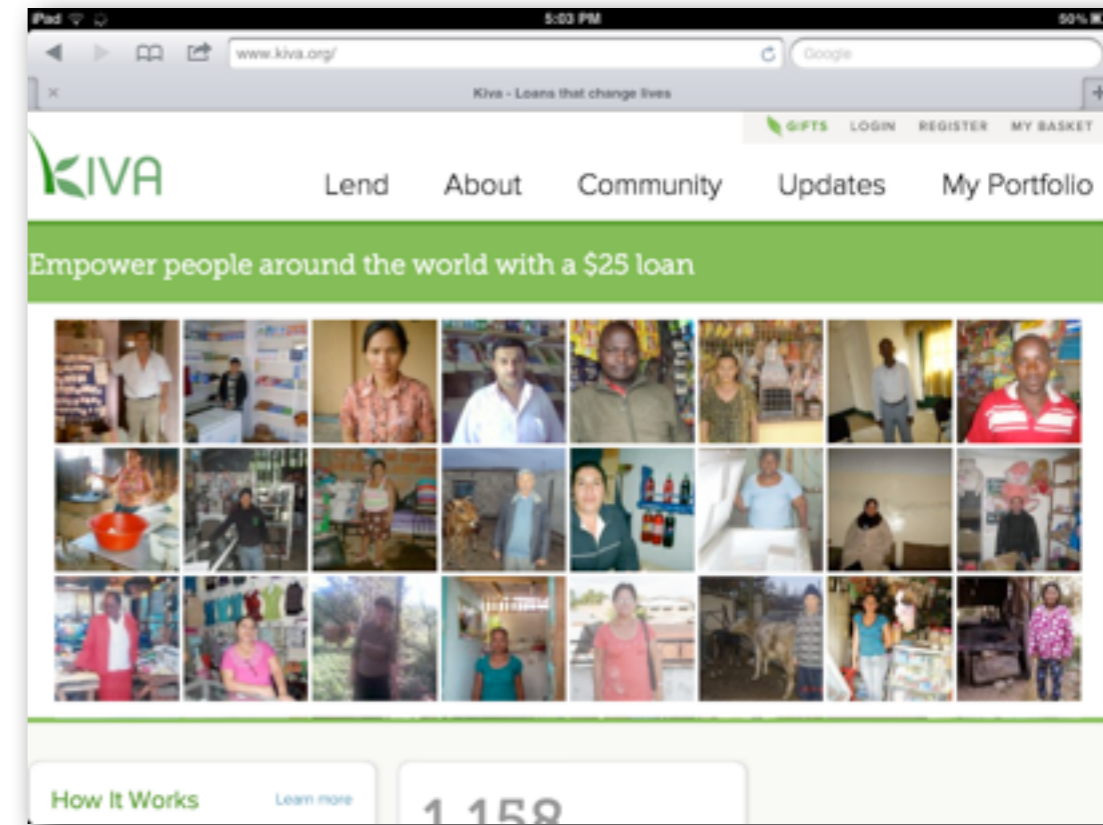 iPad 5:03 PM 50%
www.kiva.org/ Google
Kiva - Loans that change lives
GIFTS LOGIN REGISTER MY BASKET
KIVA
Lend About Community Updates My Portfolio
Empower people around the world with a $25 loan
How It Works Learn more
1,158